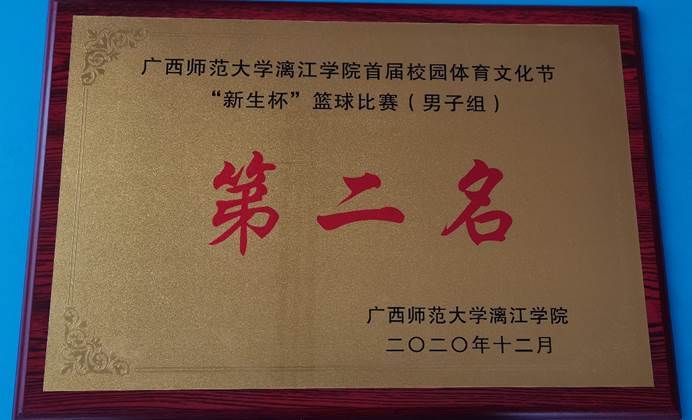 广西师范大学漓江学院首届校园体育文化节
“新生杯”篮球比赛（男子组）
第二名
广西师范大学漓江学院
二〇二〇年十二月